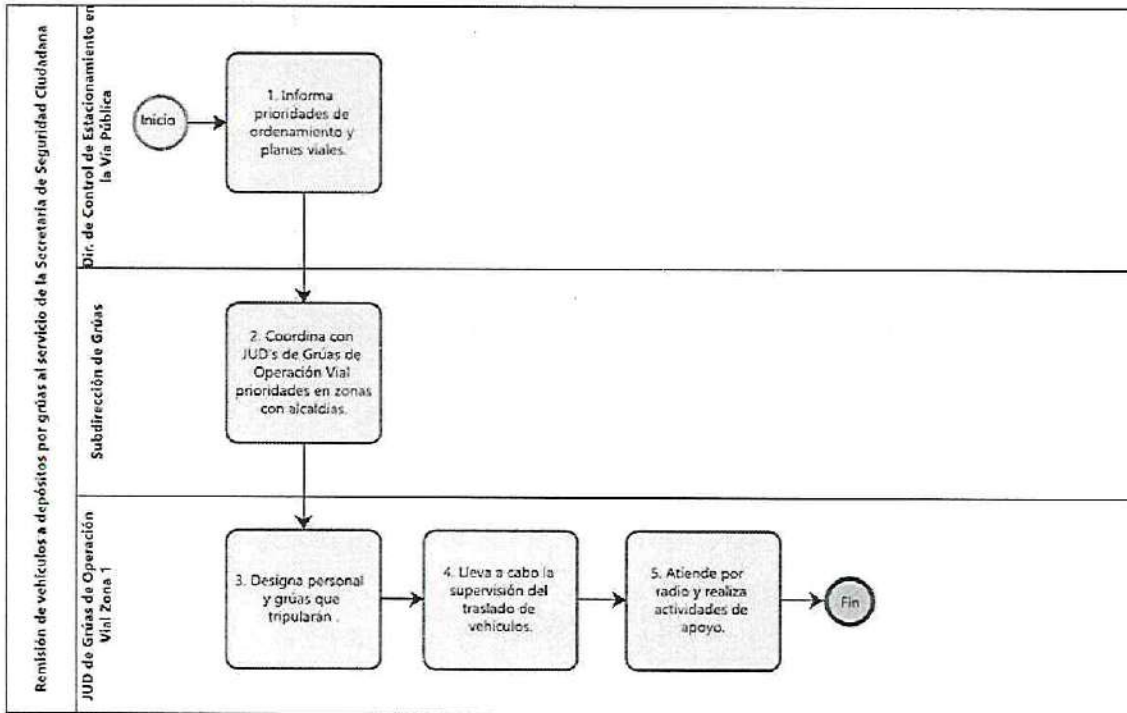 Remisión de vehículos a depósitos por grúas al servicio de la Secretaria de Seguridad Ciudadana
Dir. de Control de Estacionamiento en
la Vía Pública
Inicio
1. Informa
prioridades de
ordenamiento y
planes viales.
Subdirección de Grúas
2. Coordina con
JUD's de Grúas de
Operación Vial
prioridades en zonas
con alcaldías.
JUD de Grúas de Operación
Vial Zona 1
3. Designa personal
y grúas que
tripularán .
4. Lleva a cabo la
supervisión del
traslado de
vehículos.
5. Atiende por
radio y realiza
actividades de
apoyo.
Fin